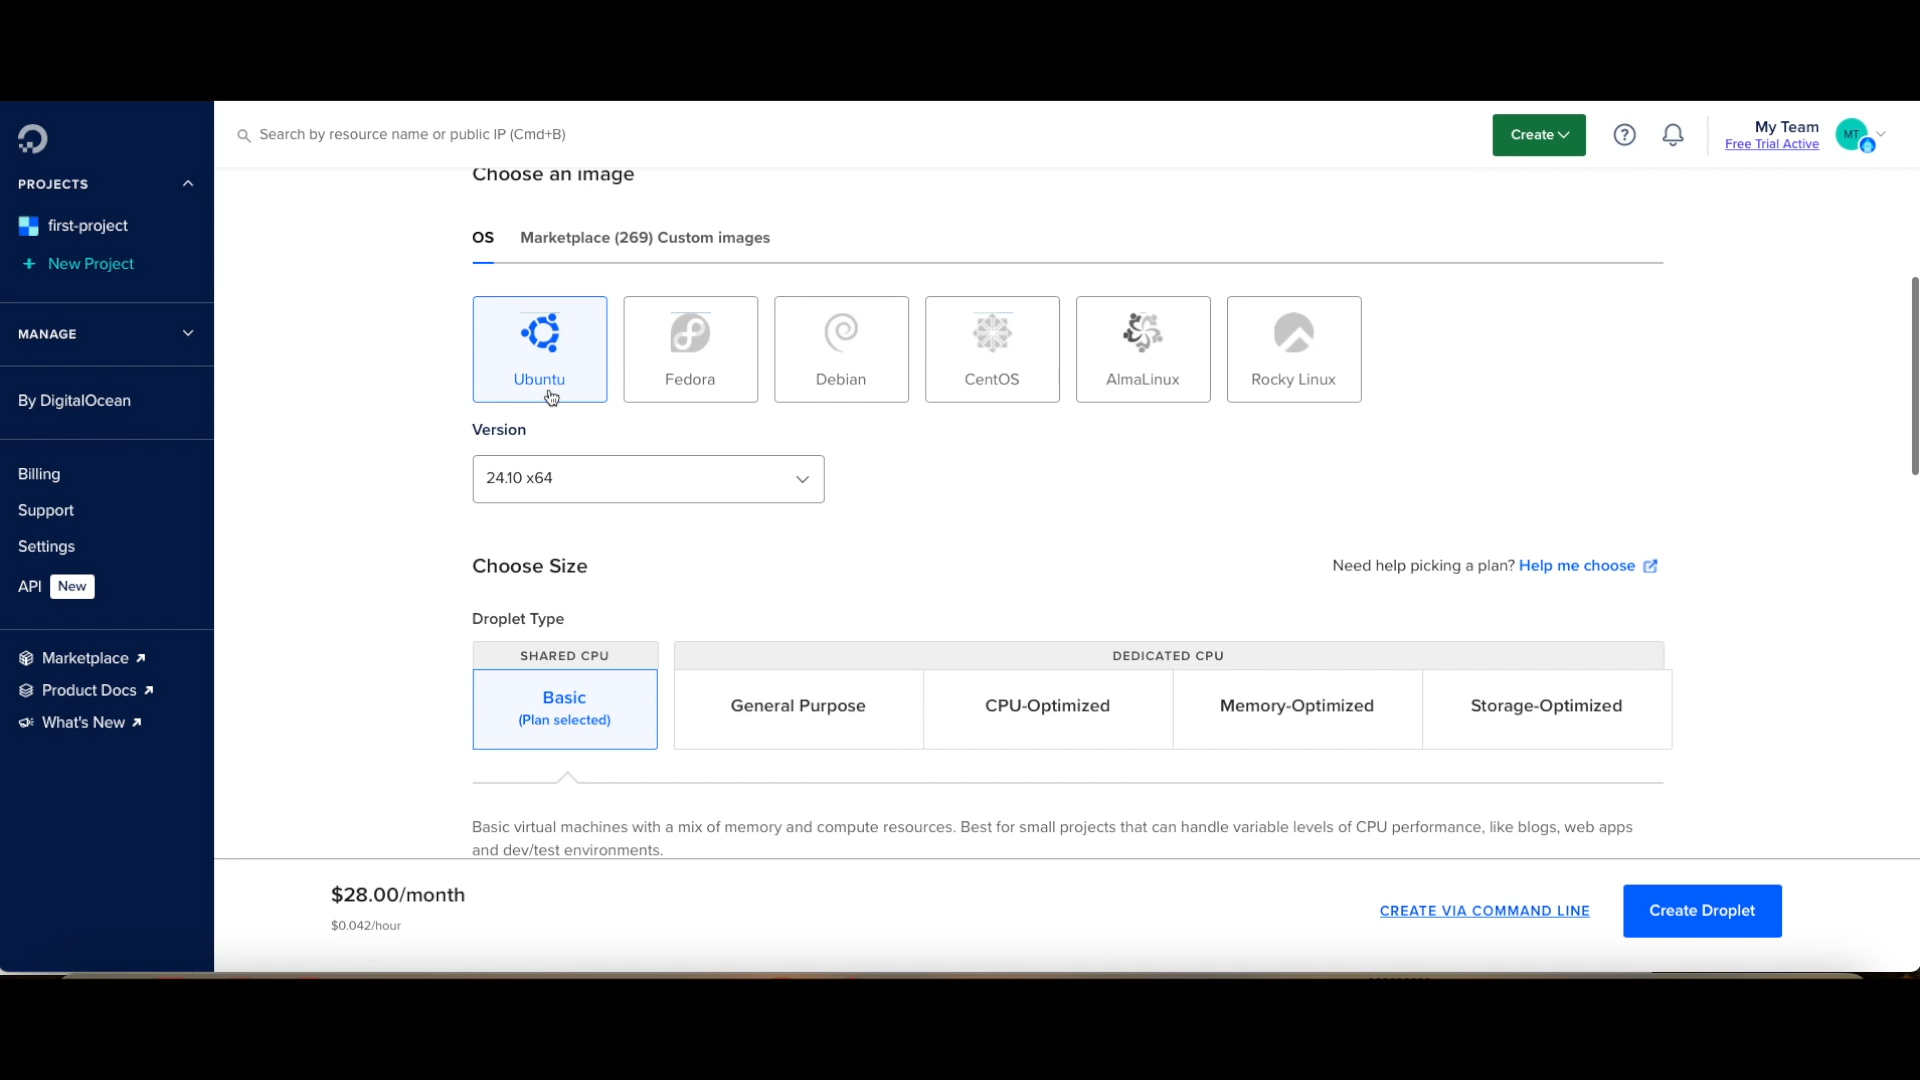 Search by resource name or public IP (Cmd+B)
Create
My Team
Free Trial Active
MT
PROJECTS
first-project
+ New Project
MANAGE
By DigitalOcean
Billing
Support
Settings
API New
Marketplace
Product Docs
What's New
Choose an image
OS Marketplace (269) Custom images
Ubuntu Fedora Debian CentOS AlmaLinux Rocky Linux
Version
24.10 x64
Choose Size
Need help picking a plan? Help me choose
Droplet Type
SHARED CPU DEDICATED CPU
Basic
(Plan selected)
General Purpose CPU-Optimized Memory-Optimized Storage-Optimized
Basic virtual machines with a mix of memory and compute resources. Best for small projects that can handle variable levels of CPU performance, like blogs, web apps
and dev/test environments.
$28.00/month
$0.042/hour
CREATE VIA COMMAND LINE
Create Droplet